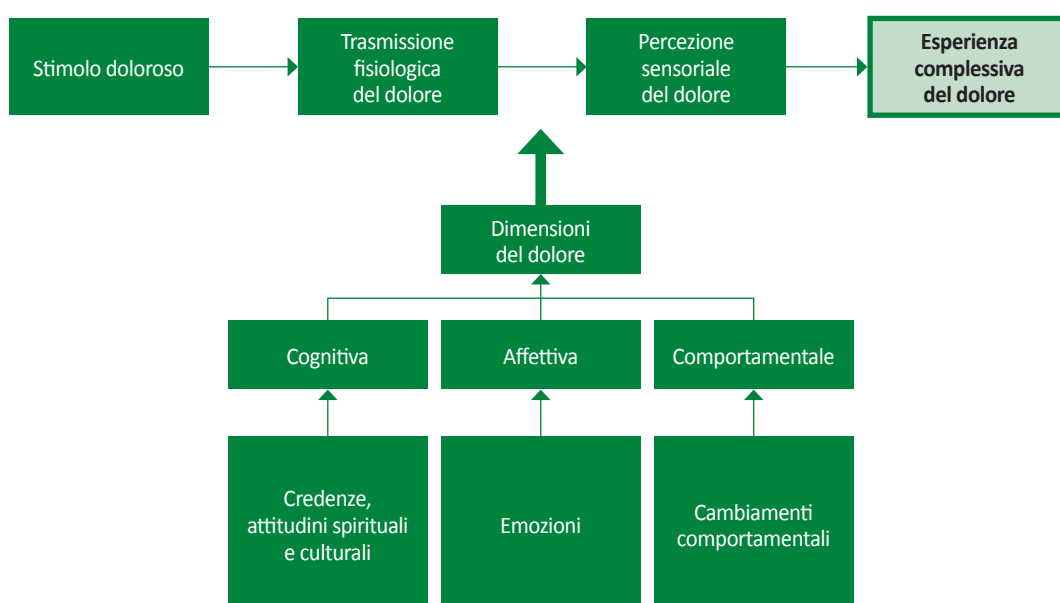 Stimolo doloroso
Trasmissione
fisiologica
del dolore
Percezione
sensoriale
del dolore
Esperienza
complessiva
del dolore
Dimensioni
del dolore
Cognitiva
Affettiva
Comportamentale
Credenze,
attitudini spirituali
e culturali
Emozioni
Cambiamenti
comportamentali